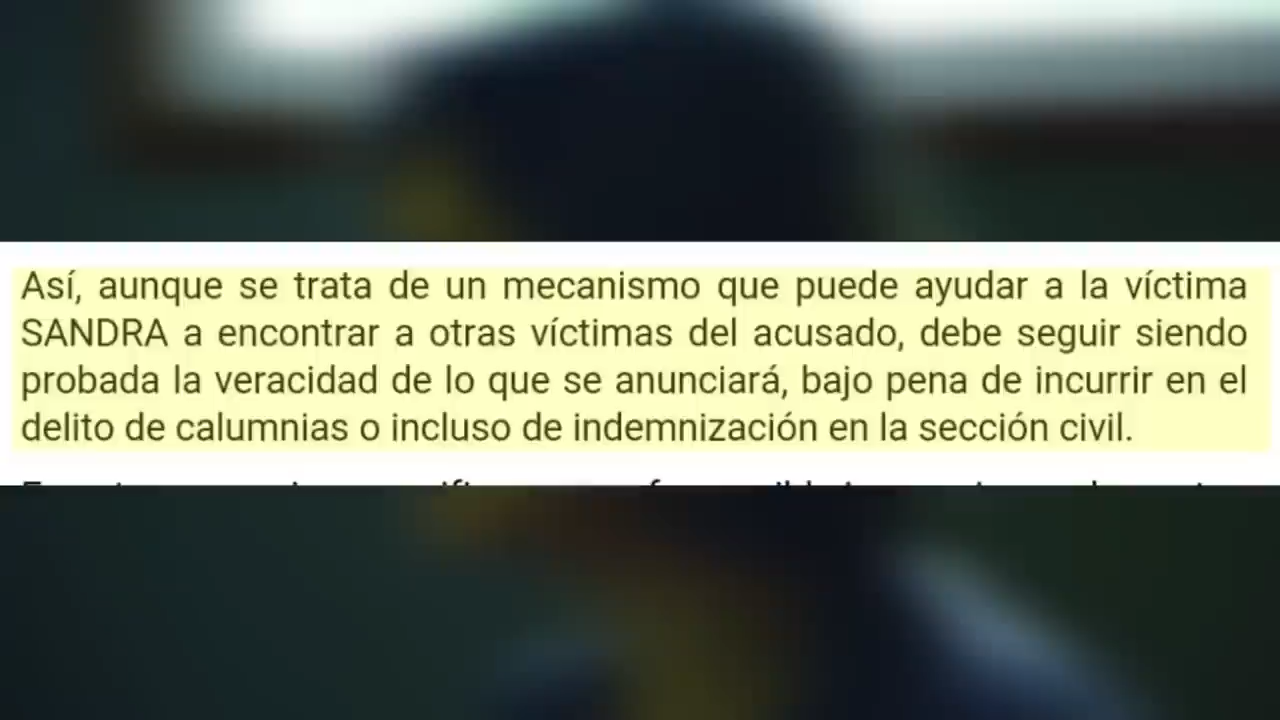 Así, aunque se trata de un mecanismo que puede ayudar a la víctima
SANDRA a encontrar a otras víctimas del acusado, debe seguir siendo
probada la veracidad de lo que se anunciará, bajo pena de incurrir en el
delito de calumnias o incluso de indemnización en la sección civil.